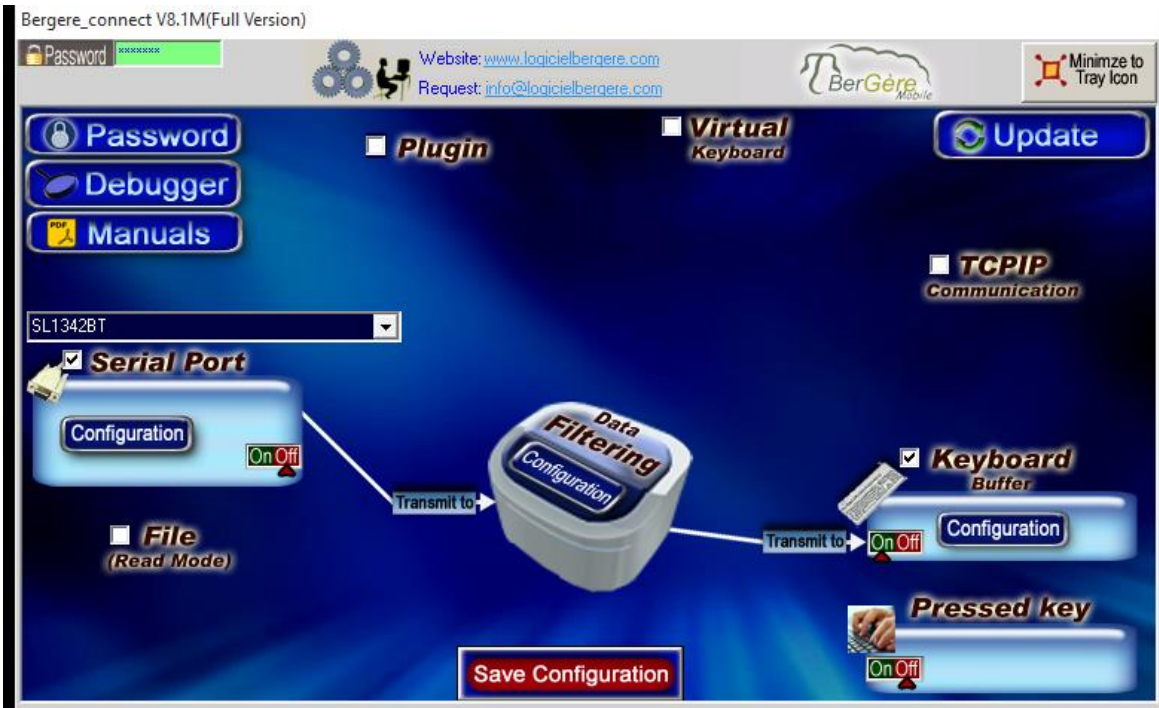 Bergere_connect V8.1M(Full Version)
Password *******
Website: www.logicielbergere.com
Request: info@logicielbergere.com
BerGère
Mobile
Minimze to
Tray Icon
Password
Debugger
Manuals
Plugin
Virtual
Keyboard
Update
TCPIP
Communication
SL1342BT
Serial Port
Configuration
On Off
File
(Read Mode)
Transmit to
Data
Filtering
Configuration
Transmit to
Keyboard
Buffer
Configuration
On Off
Pressed key
On Off
Save Configuration